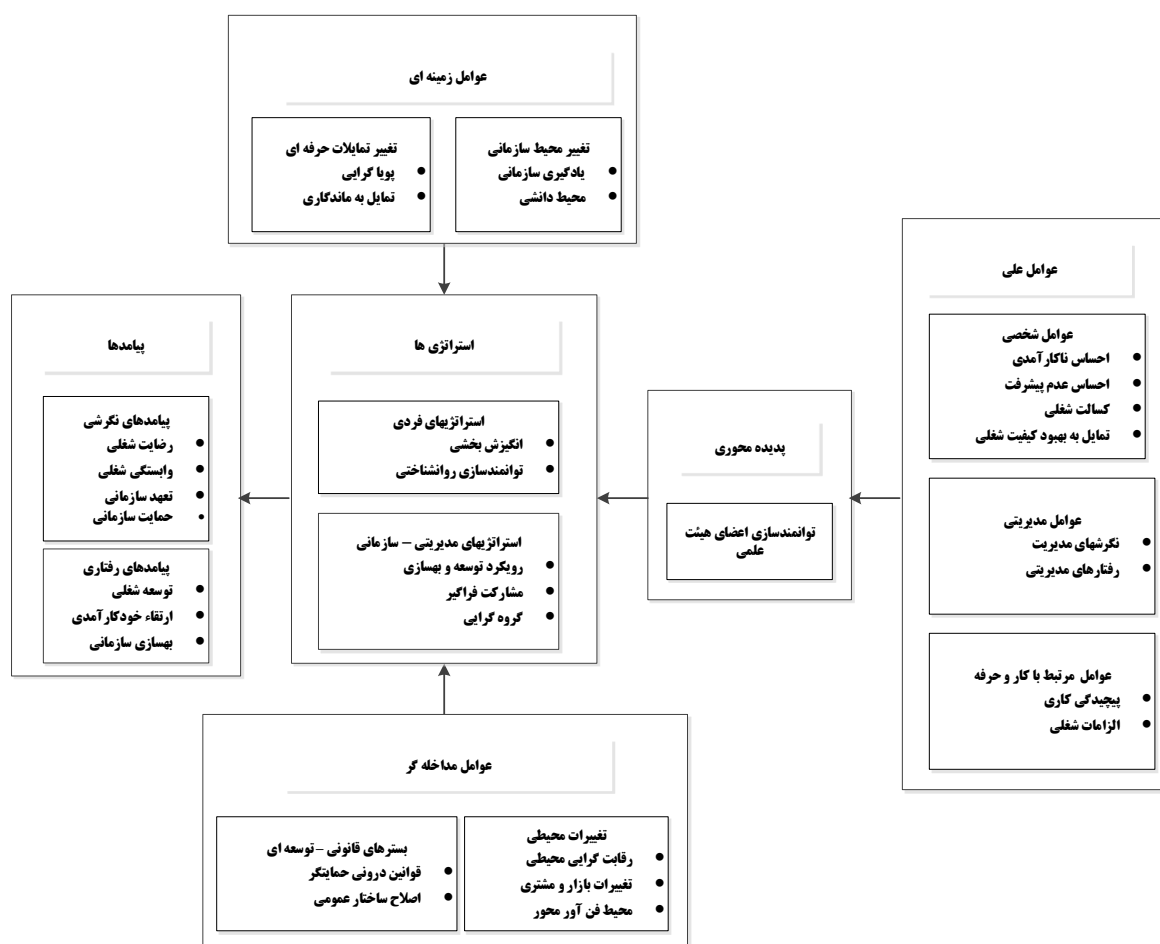 عوامل زمینه ای
تغییر محیط سازمانی
● یادگیری سازمانی
● محیط دانشی
تغییر تمایلات حرفه ای
● پویا گرایی
● تمایل به ماندگاری
عوامل علی
عوامل شخصی
● احساس ناکارآمدی
● احساس عدم پیشرفت
● کسالت شغلی
● تمایل به بهبود کیفیت شغلی
عوامل مدیریتی
● نگرشهای مدیریت
● رفتارهای مدیریتی
عوامل مرتبط با کار و حرفه
● پیچیدگی کاری
● الزامات شغلی
پدیده محوری
توانمندسازی اعضای هیئت
علمی
استراتژی ها
استراتژیهای فردی
● انگیزش بخشی
● توانمندسازی روانشناختی
استراتژیهای مدیریتی – سازمانی
● رویکرد توسعه و بهسازی
● مشارکت فراگیر
● گروه گرایی
پیامدها
پیامدهای نگرشی
● رضایت شغلی
● وابستگی شغلی
● تعهد سازمانی
• حمایت سازمانی
پیامدهای رفتاری
● توسعه شغلی
● ارتقاء خودکارآمدی
● بهسازی سازمانی
عوامل مداخله گر
تغییرات محیطی
● رقابت گرایی محیطی
● تغییرات بازار و مشتری
● محیط فن آور محور
بسترهای قانونی – توسعه ای
● قوانین درونی حمایتگر
● اصلاح ساختار عمومی